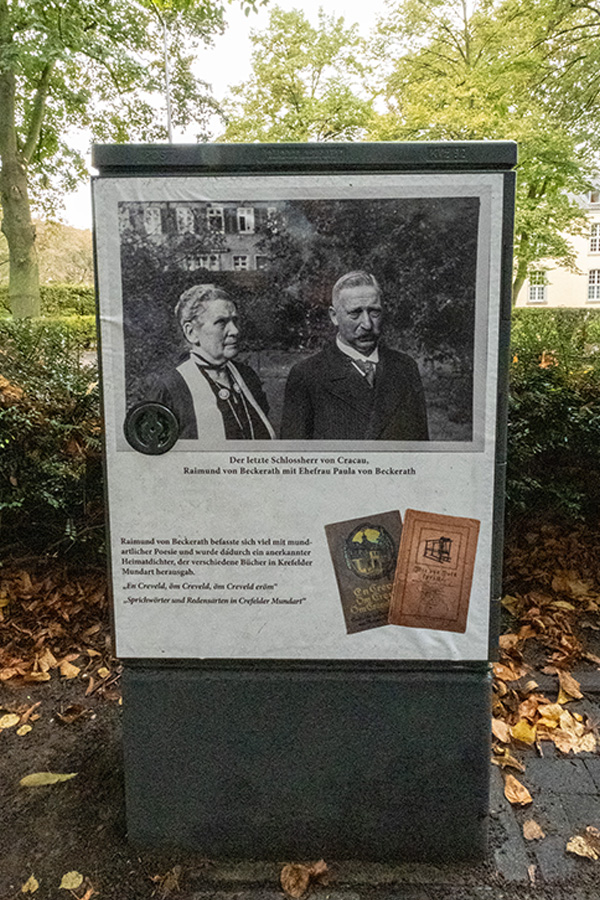 Der letzte Schlossherr von Cracau,
Raimund von Beckerath mit Ehefrau Paula von Beckerath
Raimund von Beckerath befasste sich viel mit mund-
artlicher Poesie und wurde dadurch ein anerkannter
Heimatdichter, der verschiedene Bücher in Krefelder
Mundart herausgab.
„En Creveld, öm Creveld, öm Creveld eröm“
„Sprichwörter und Redensarten in Crefelder Mundart“